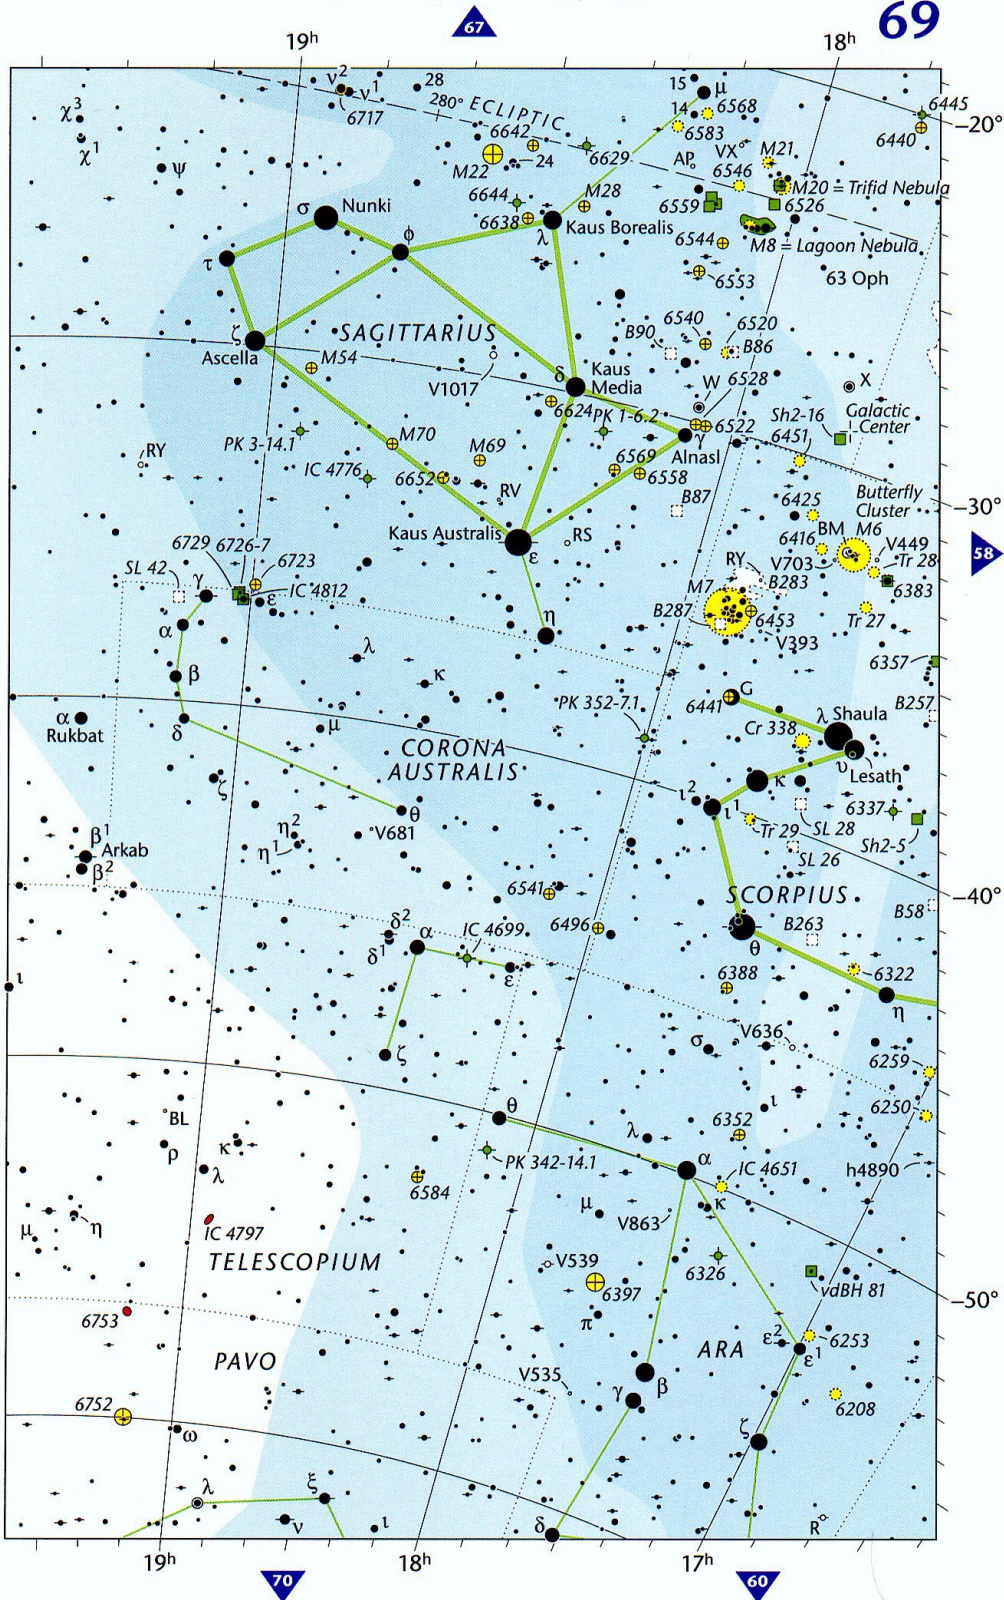 69
67
19ʰ
18ʰ
ν² ν¹
28
6717
280° ECLIPTIC
15 μ
14 6568
6583
6445
6440
−20°
χ³
χ¹
ψ
6642
M22
24
6629
AP
VX
M21
6546
M20 = Trifid Nebula
6644
6638
M28
6559
6526
σ Nunki
φ
λ Kaus Borealis
6544
M8 = Lagoon Nebula
τ
6553
63 Oph
ζ
Ascella
SAGITTARIUS
B90
6540
6520
B86
M54
V1017
δ Kaus
Media
W
6528
X
6624
PK 1-6.2
6522
Sh2-16
Galactic
Center
γ
Alnasl
6451
PK 3-14.1
M70
M69
RY
IC 4776
6652
RV
6569
6558
B87
6425
Butterfly
Cluster
−30°
Kaus Australis
ε
RS
6416
BM M6
V449
V703
Tr 28
6383
58
6729
6726-7
6723
SL 42
γ
IC 4812
ε
RY
B283
M7
B287
6453
V393
Tr 27
α
η
β
λ
κ
6357
α
Rukbat
δ
μ
PK 352-7.1
G
6441
B257
λ Shaula
Cr 338
υ
Lesath
CORONA
AUSTRALIS
ζ
κ
ι²
ι¹
θ
V681
η²
η¹
β¹
Arkab
β²
Tr 29
SL 28
6337
Sh2-5
SL 26
6541
SCORPIUS
−40°
6496
B263
B58
δ²
δ¹
α
IC 4699
ε
θ
6388
6322
η
ι
ζ
σ
V636
6259
6250
θ
BL
ρ
κ
λ
λ
6352
ι
PK 342-14.1
α
IC 4651
h4890
6584
κ
μ
η
μ
V863
IC 4797
TELESCOPIUM
V539
6397
6326
vdBH 81
−50°
6753
π
ε²
6253
ε¹
ARA
PAVO
V535
β
γ
6208
6752
ω
ζ
λ
ξ
ν
ι
δ
R
19ʰ
18ʰ
17ʰ
70
60